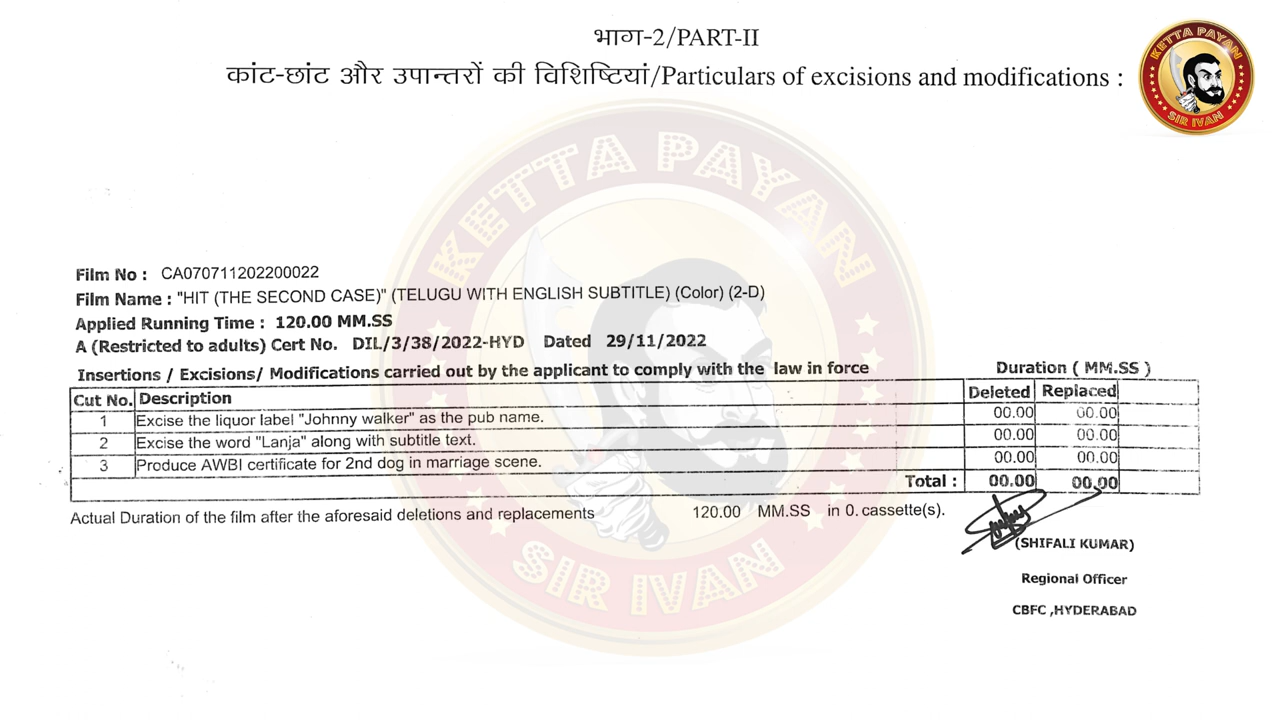 भाग-2/PART-II
कांट-छांट और उपान्तरों की विशिष्टियां/Particulars of excisions and modifications :
KETTA PAYAN
SIR IVAN
KETTA PAYAN
Film No : CA070711202200022
Film Name : "HIT (THE SECOND CASE)" (TELUGU WITH ENGLISH SUBTITLE) (Color) (2-D)
Applied Running Time : 120.00 MM.SS
A (Restricted to adults) Cert No. DIL/3/38/2022-HYD Dated 29/11/2022
Insertions / Excisions/ Modifications carried out by the applicant to comply with the law in force Duration ( MM.SS )
Cut No. Description Deleted Replaced
1 Excise the liquor label "Johnny walker" as the pub name. 00.00 00.00
2 Excise the word "Lanja" along with subtitle text. 00.00 00.00
3 Produce AWBI certificate for 2nd dog in marriage scene. 00.00 00.00
Total : 00.00 00.00
Actual Duration of the film after the aforesaid deletions and replacements 120.00 MM.SS in 0. cassette(s).
(SHIFALI KUMAR)
Regional Officer
CBFC ,HYDERABAD
SIR IVAN